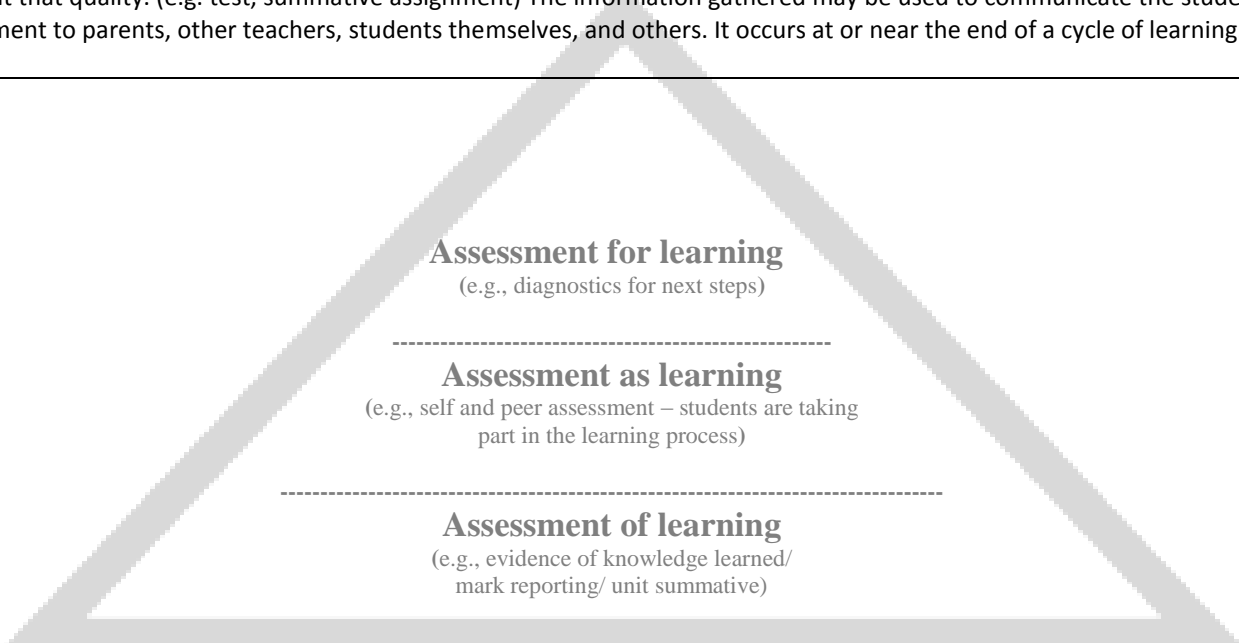 that quality. (e.g. test, summative assignment) The information gathered may be used to communicate the
to parents, other teachers, students themselves, and others. It occurs at or near the end of a cycle of learning
Assessment for learning
(e.g., diagnostics for next steps)
-------------------------------------------------------
Assessment as learning
(e.g., self and peer assessment – students are taking
part in the learning process)
-----------------------------------------------------------------------------------
Assessment of learning
(e.g., evidence of knowledge learned/
mark reporting/ unit summative)